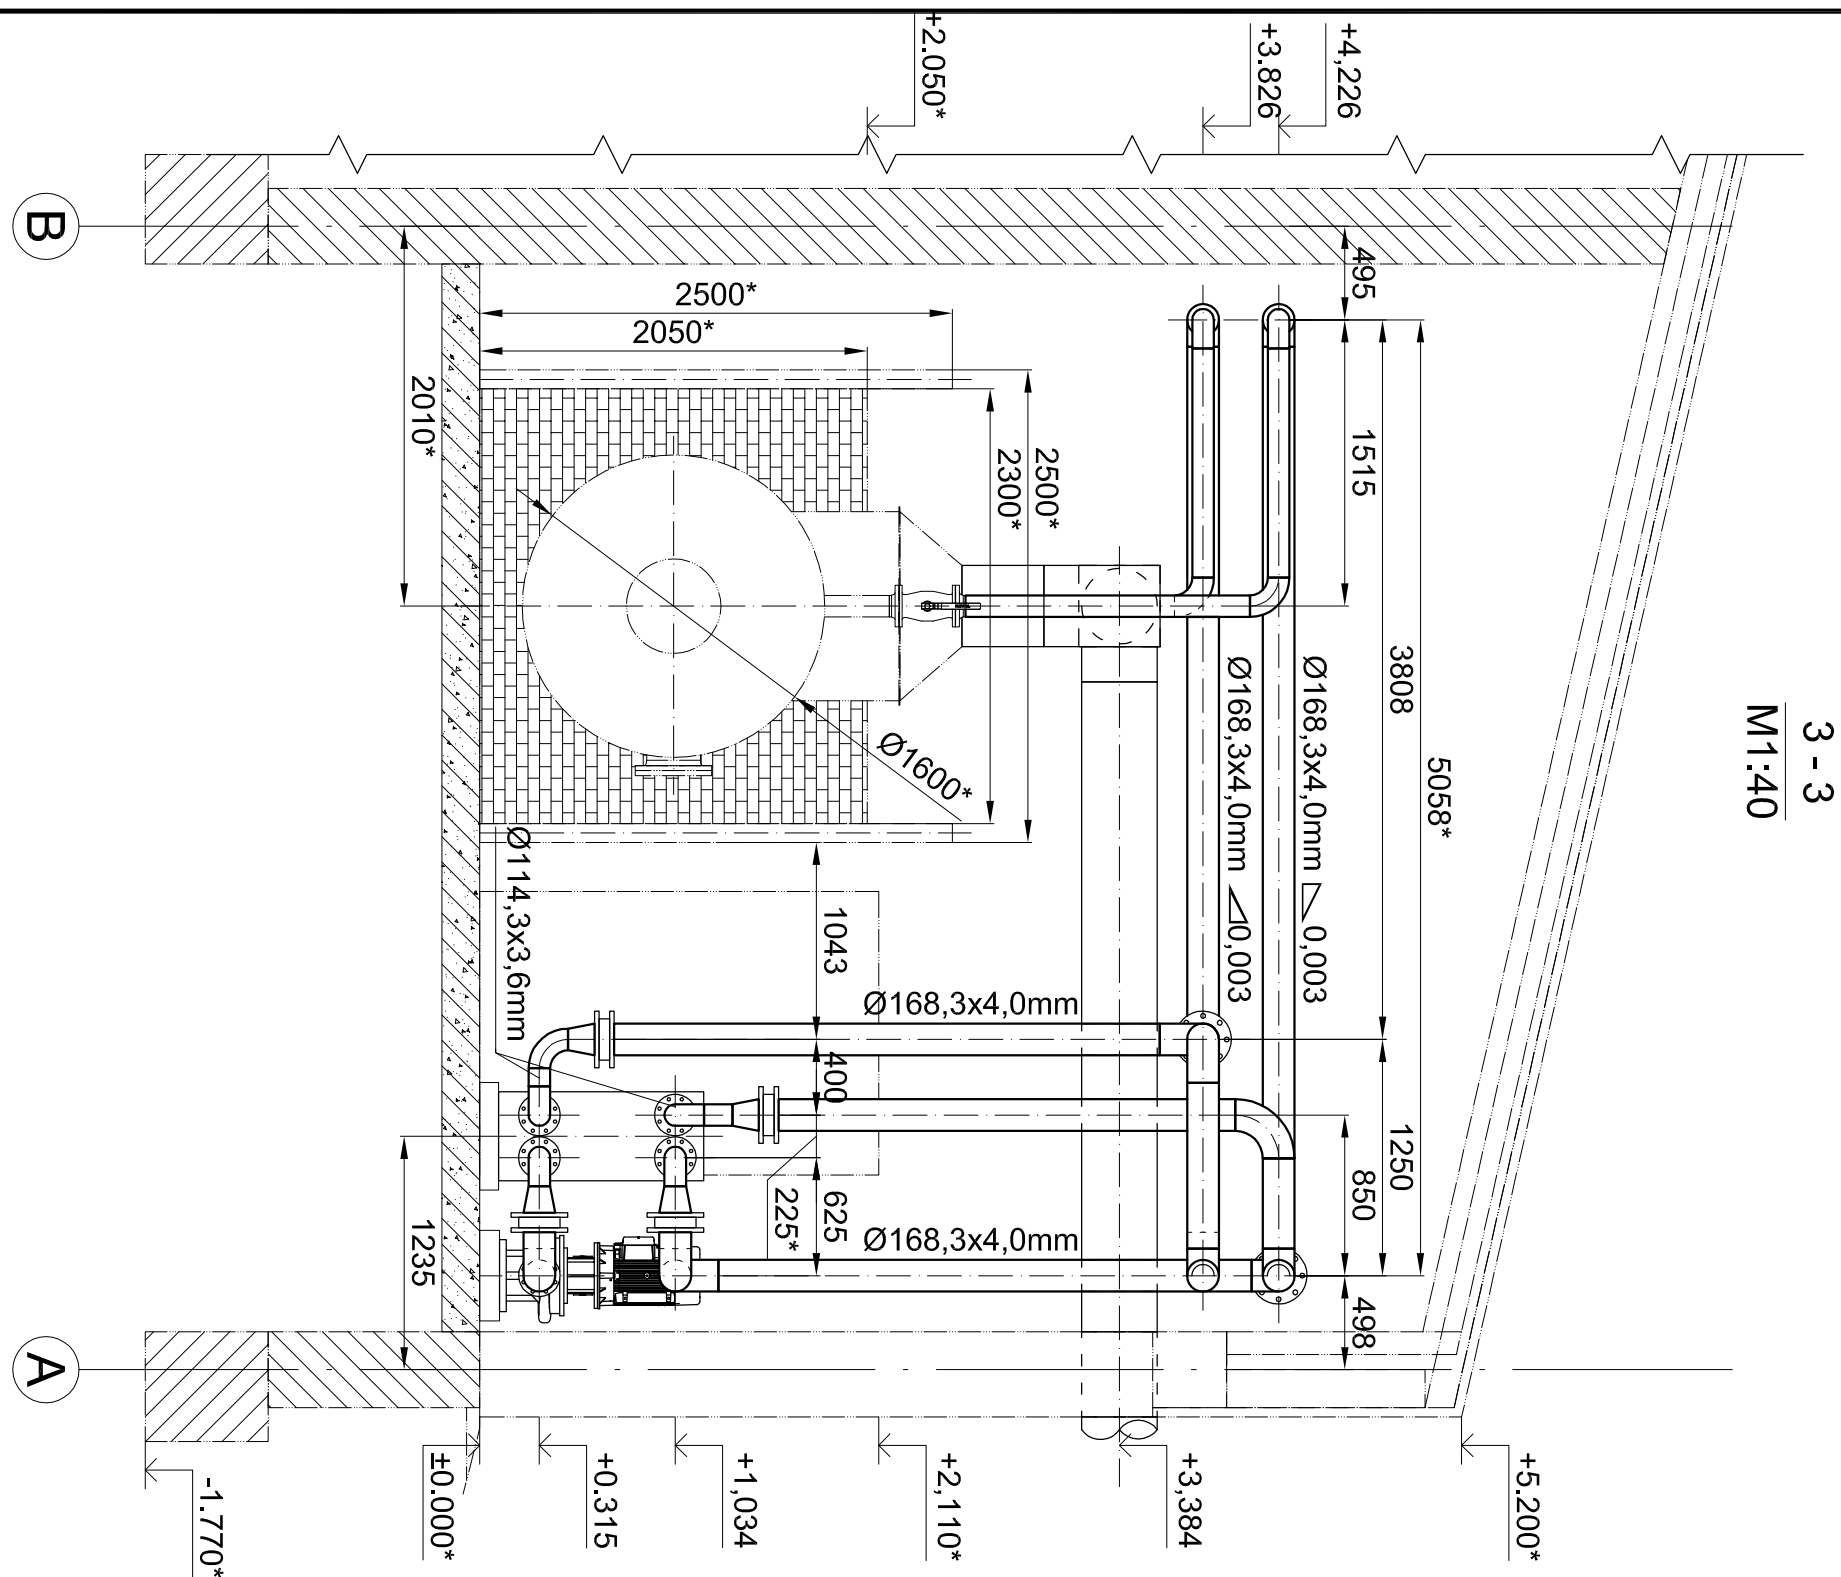 3 - 3
M1:40
+5.200*
+4,226
+3.826
+3,384
+2.050*
+2,110*
+1,034
+0.315
±0.000*
-1.770*
495
1515
3808
5058*
1250
850
498
Ø168,3x4,0mm 0,003
Ø168,3x4,0mm 0,003
2500*
2300*
2500*
2050*
Ø1600*
2010*
1043
400
625
225*
1235
Ø168,3x4,0mm
Ø168,3x4,0mm
Ø114,3x3,6mm
B
A